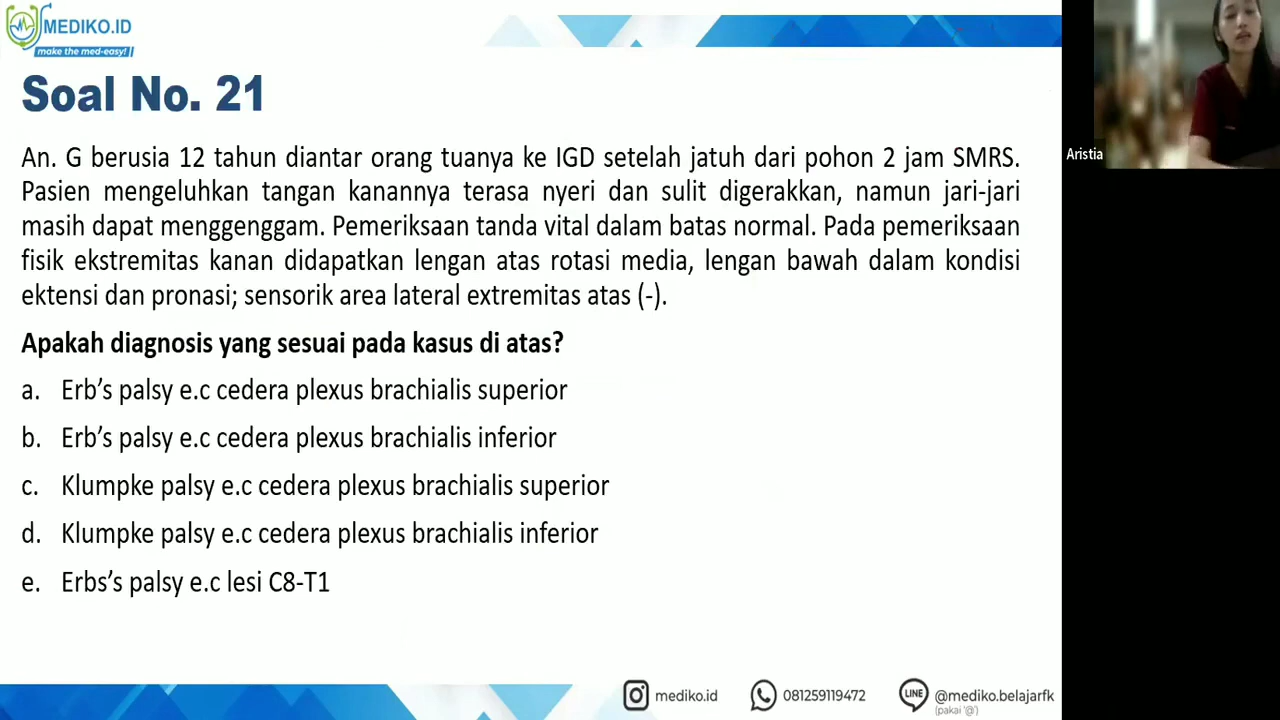 MEDIKO.ID
make the med-easy!
Soal No. 21
Aristia
An. G berusia 12 tahun diantar orang tuanya ke IGD setelah jatuh dari pohon 2 jam SMRS.
Pasien mengeluhkan tangan kanannya terasa nyeri dan sulit digerakkan, namun jari-jari
masih dapat menggenggam. Pemeriksaan tanda vital dalam batas normal. Pada pemeriksaan
fisik ekstremitas kanan didapatkan lengan atas rotasi media, lengan bawah dalam kondisi
ektensi dan pronasi; sensorik area lateral extremitas atas (-).
Apakah diagnosis yang sesuai pada kasus di atas?
a. Erb’s palsy e.c cedera plexus brachialis superior
b. Erb’s palsy e.c cedera plexus brachialis inferior
c. Klumpke palsy e.c cedera plexus brachialis superior
d. Klumpke palsy e.c cedera plexus brachialis inferior
e. Erbs’s palsy e.c lesi C8-T1
mediko.id
081259119472
LINE
@mediko.belajarfk
(pakai '@')